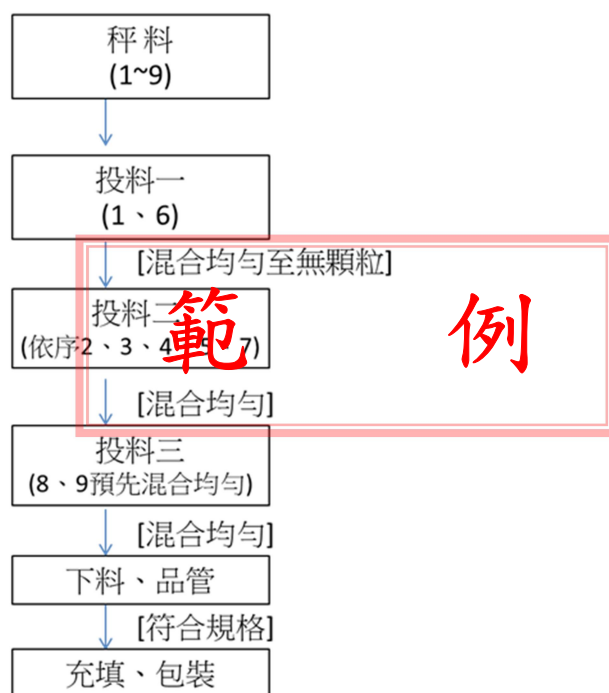 秤料
(1~9)
投料一
(1、6)
[混合均勻至無顆粒]
投料二
(依序2、3、4、5、7)
範例
[混合均勻]
投料三
(8、9預先混合均勻)
[混合均勻]
下料、品管
[符合規格]
充填、包裝